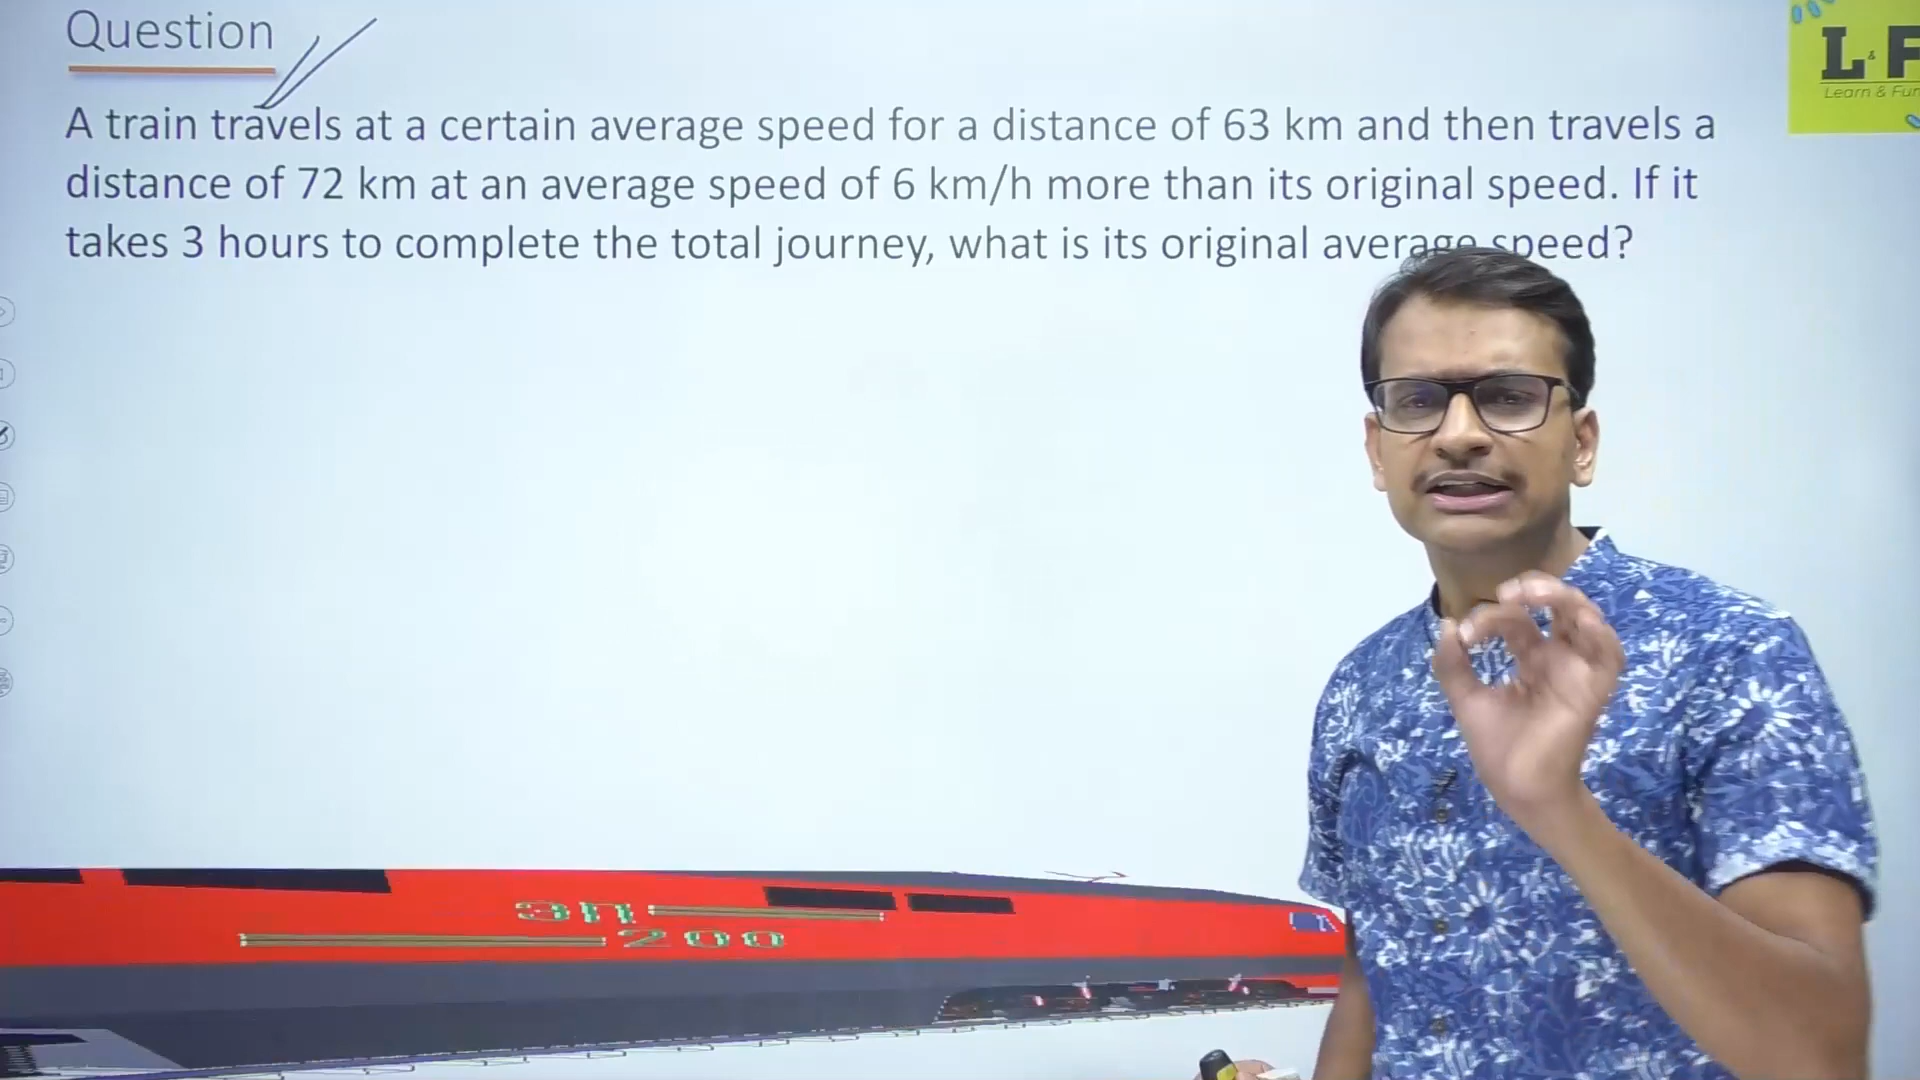 Question
A train travels at a certain average speed for a distance of 63 km and then travels a
distance of 72 km at an average speed of 6 km/h more than its original speed. If it
takes 3 hours to complete the total journey, what is its original average speed?
L&F
Learn & Fun
ЭП
200